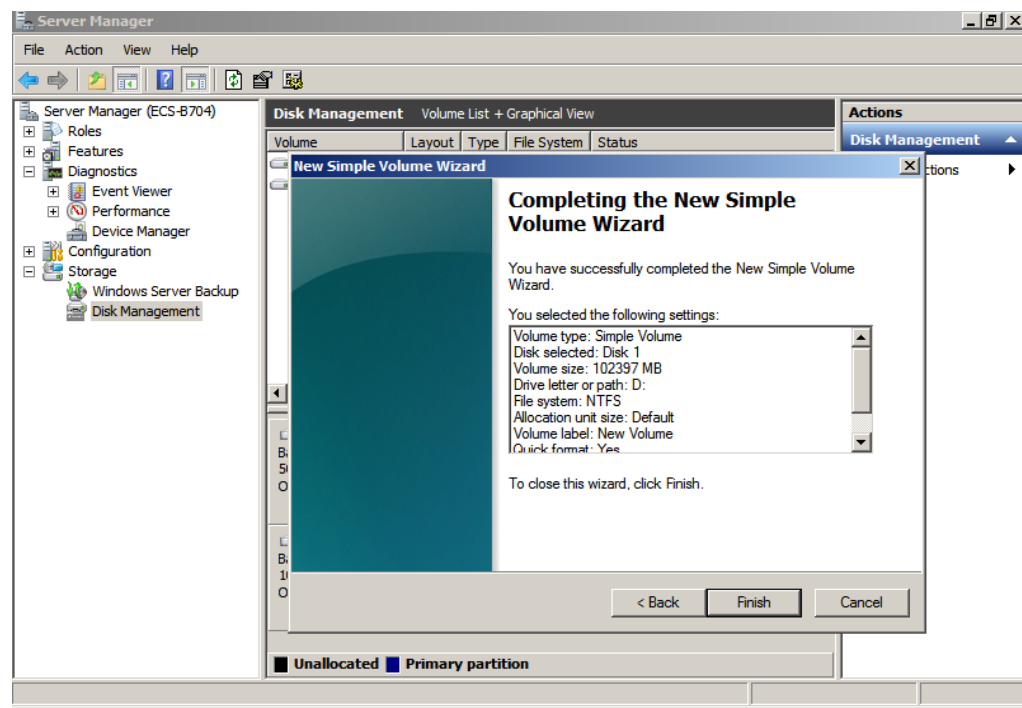 Server Manager
File Action View Help
Server Manager (ECS-B704)
Roles
Features
Diagnostics
Event Viewer
Performance
Device Manager
Configuration
Storage
Windows Server Backup
Disk Management
Disk Management Volume List + Graphical View
Volume Layout Type File System Status
New Simple Volume Wizard
Completing the New Simple
Volume Wizard
You have successfully completed the New Simple Volume
Wizard.
You selected the following settings:
Volume type: Simple Volume
Disk selected: Disk 1
Volume size: 102397 MB
Drive letter or path: D:
File system: NTFS
Allocation unit size: Default
Volume label: New Volume
Quick format: Yes
To close this wizard, click Finish.
< Back Finish Cancel
Unallocated Primary partition
Actions
Disk Management